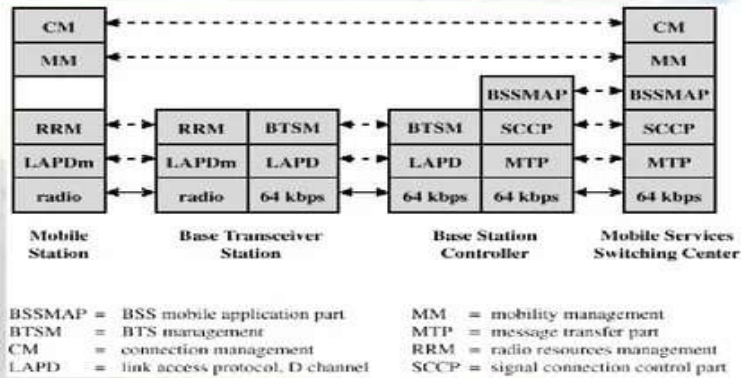 CM CM
MM MM
BSSMAP BSSMAP
RRM RRM BTSM BTSM SCCP SCCP
LAPDm LAPDm LAPD LAPD MTP MTP
radio radio 64 kbps 64 kbps 64 kbps 64 kbps
Mobile Station
Base Transceiver Station
Base Station Controller
Mobile Services Switching Center
BSSMAP = BSS mobile application part
BTSM = BTS management
CM = connection management
LAPD = link access protocol, D channel
MM = mobility management
MTP = message transfer part
RRM = radio resources management
SCCP = signal connection control part